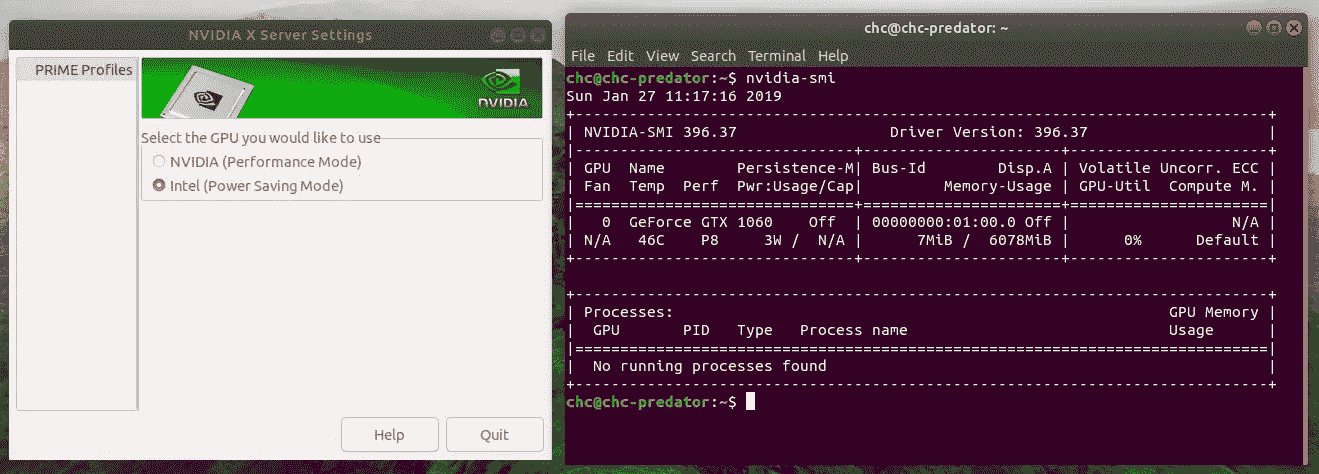 NVIDIA X Server Settings
PRIME Profiles
NVIDIA
Select the GPU you would like to use
NVIDIA (Performance Mode)
Intel (Power Saving Mode)
Help
Quit
chc@chc-predator: ~
File Edit View Search Terminal Help
chc@chc-predator:~$ nvidia-smi
Sun Jan 27 11:17:16 2019
+-----------------------------------------------------------------------------+
| NVIDIA-SMI 396.37                 Driver Version: 396.37                    |
|-------------------------------+----------------------+----------------------+
| GPU  Name        Persistence-M| Bus-Id        Disp.A | Volatile Uncorr. ECC |
| Fan  Temp  Perf  Pwr:Usage/Cap|         Memory-Usage | GPU-Util  Compute M. |
|===============================+======================+======================|
|   0  GeForce GTX 1060    Off  | 00000000:01:00.0 Off |                  N/A |
| N/A   46C    P8     3W /  N/A |      7MiB /  6078MiB |      0%      Default |
+-------------------------------+----------------------+----------------------+
+-----------------------------------------------------------------------------+
| Processes:                                                       GPU Memory |
|  GPU       PID   Type   Process name                             Usage      |
|=============================================================================|
|  No running processes found                                                 |
+-----------------------------------------------------------------------------+
chc@chc-predator:~$